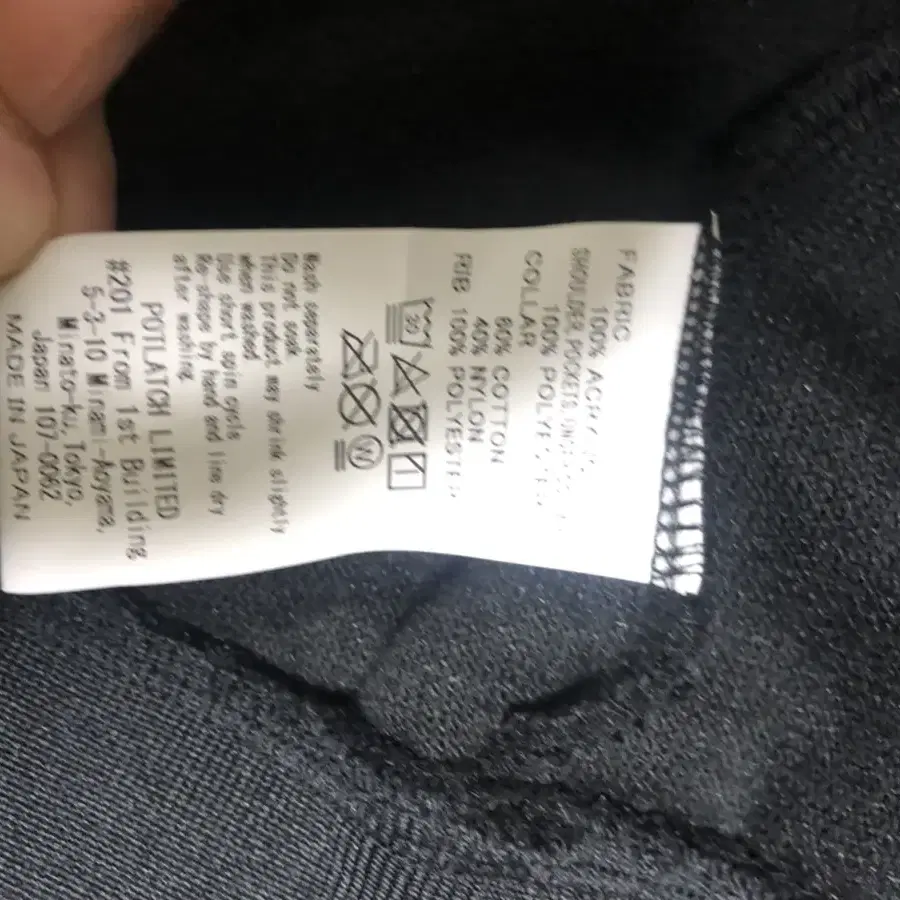 FABRIC
100%
SHOULDER, POCKETS
100%
COLLAR
60% COTTON
40% NYLON
RIB 100%
30
W
Wash separately
Do not soak
This product may shrink slightly
when washed
Use short spin cycle
Re-shape by hand and line dry
after washing.
POTLATCH LIMITED
#201 From 1st Building
5-3-10 Minami-Aoyama,
Minato-ku, Tokyo,
Japan 107-0062
MADE IN JAPAN